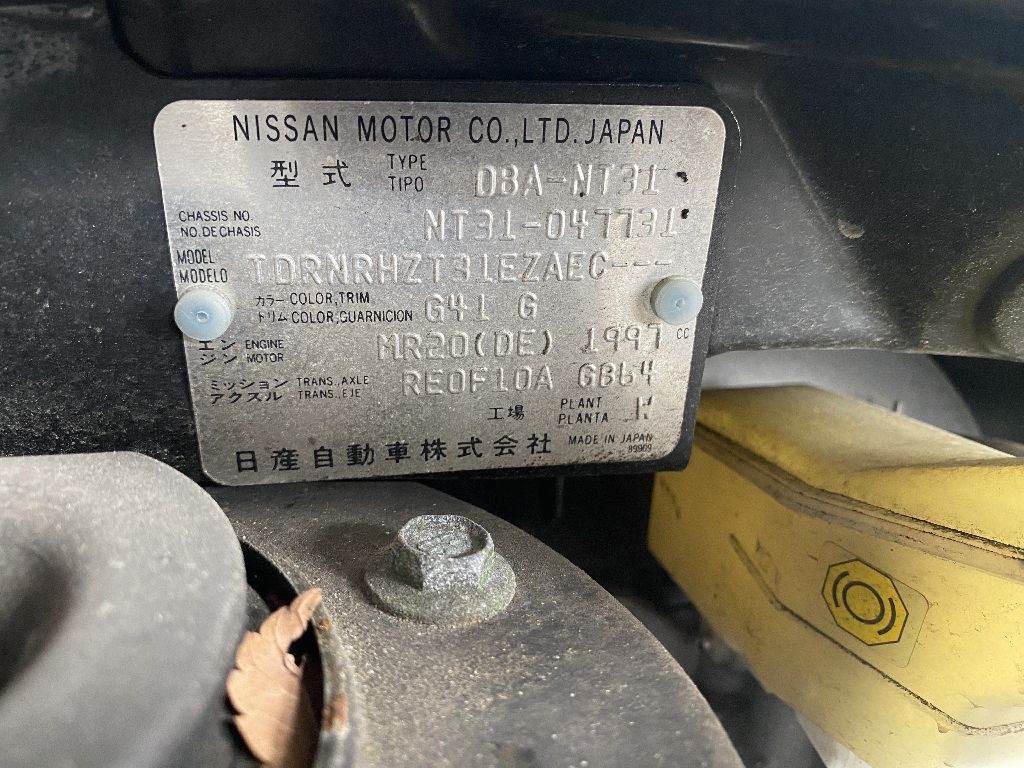 NISSAN MOTOR CO.,LTD. JAPAN
型式 TYPE TIPO DBA-NT31
CHASSIS NO. NO. DE CHASIS NT31-047731
MODEL MODELO TDRNRHZT31EZAEC---
カラー COLOR, TRIM トリム COLOR, GUARNICION G41 G
エンジン ENGINE MOTOR MR20(DE) 1997 CC
ミッション アクスル TRANS. AXLE TRANS., EJE RE0F10A GB64
工場 PLANT PLANTA
日産自動車株式会社 MADE IN JAPAN 89909